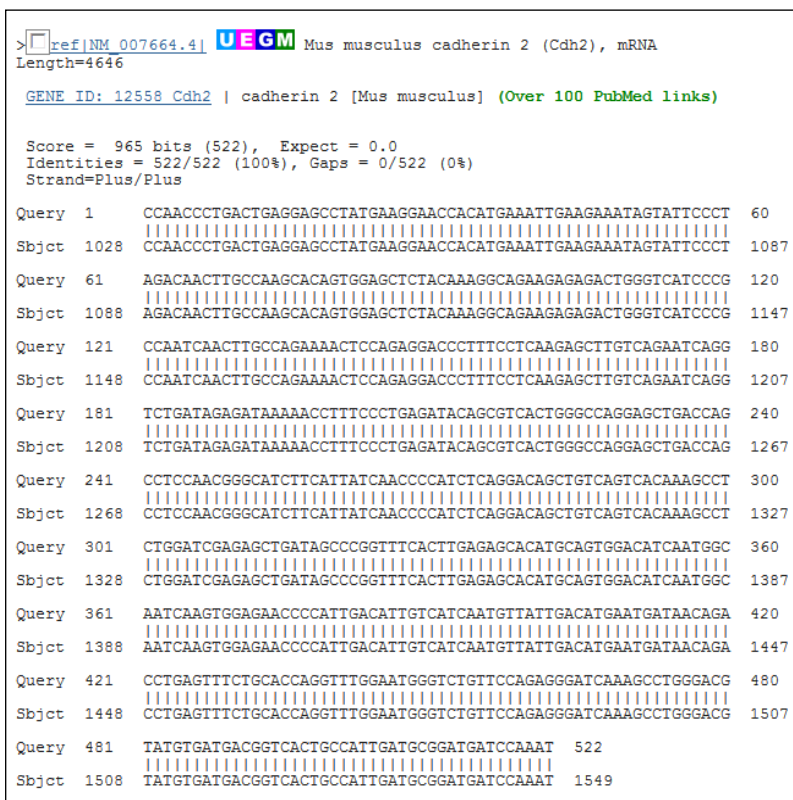 >ref|NM_007664.4| U E G M Mus musculus cadherin 2 (Cdh2), mRNA
Length=4646
GENE ID: 12558 Cdh2 | cadherin 2 [Mus musculus] (Over 100 PubMed links)
Score = 965 bits (522), Expect = 0.0
Identities = 522/522 (100%), Gaps = 0/522 (0%)
Strand=Plus/Plus
Query 1 CCAACCCTGACTGAGGAGCCTATGAAGGAACCACATGAAATTGAAGAAATAGTATTCCCT 60
||||||||||||||||||||||||||||||||||||||||||||||||||||||||||||
Sbjct 1028 CCAACCCTGACTGAGGAGCCTATGAAGGAACCACATGAAATTGAAGAAATAGTATTCCCT 1087
Query 61 AGACAACTTGCCAAGCACAGTGGAGCTCTACAAAGGCAGAAGAGAGACTGGGTCATCCCG 120
||||||||||||||||||||||||||||||||||||||||||||||||||||||||||||
Sbjct 1088 AGACAACTTGCCAAGCACAGTGGAGCTCTACAAAGGCAGAAGAGAGACTGGGTCATCCCG 1147
Query 121 CCAATCAACTTGCCAGAAAACTCCAGAGGACCCTTTCCTCAAGAGCTTGTCAGAATCAGG 180
||||||||||||||||||||||||||||||||||||||||||||||||||||||||||||
Sbjct 1148 CCAATCAACTTGCCAGAAAACTCCAGAGGACCCTTTCCTCAAGAGCTTGTCAGAATCAGG 1207
Query 181 TCTGATAGAGATAAAAACCTTTCCCTGAGATACAGCGTCACTGGGCCAGGAGCTGACCAG 240
||||||||||||||||||||||||||||||||||||||||||||||||||||||||||||
Sbjct 1208 TCTGATAGAGATAAAAACCTTTCCCTGAGATACAGCGTCACTGGGCCAGGAGCTGACCAG 1267
Query 241 CCTCCAACGGGCATCTTCATTATCAACCCCATCTCAGGACAGCTGTCAGTCACAAAGCCT 300
||||||||||||||||||||||||||||||||||||||||||||||||||||||||||||
Sbjct 1268 CCTCCAACGGGCATCTTCATTATCAACCCCATCTCAGGACAGCTGTCAGTCACAAAGCCT 1327
Query 301 CTGGATCGAGAGCTGATAGCCCGGTTTCACTTGAGAGCACATGCAGTGGACATCAATGGC 360
||||||||||||||||||||||||||||||||||||||||||||||||||||||||||||
Sbjct 1328 CTGGATCGAGAGCTGATAGCCCGGTTTCACTTGAGAGCACATGCAGTGGACATCAATGGC 1387
Query 361 AATCAAGTGGAGAACCCCATTGACATTGTCATCAATGTTATTGACATGAATGATAACAGA 420
||||||||||||||||||||||||||||||||||||||||||||||||||||||||||||
Sbjct 1388 AATCAAGTGGAGAACCCCATTGACATTGTCATCAATGTTATTGACATGAATGATAACAGA 1447
Query 421 CCTGAGTTTCTGCACCAGGTTTGGAATGGGTCTGTTCCAGAGGGATCAAAGCCTGGGACG 480
||||||||||||||||||||||||||||||||||||||||||||||||||||||||||||
Sbjct 1448 CCTGAGTTTCTGCACCAGGTTTGGAATGGGTCTGTTCCAGAGGGATCAAAGCCTGGGACG 1507
Query 481 TATGTGATGACGGTCACTGCCATTGATGCGGATGATCCAAAT 522
||||||||||||||||||||||||||||||||||||||||||
Sbjct 1508 TATGTGATGACGGTCACTGCCATTGATGCGGATGATCCAAAT 1549